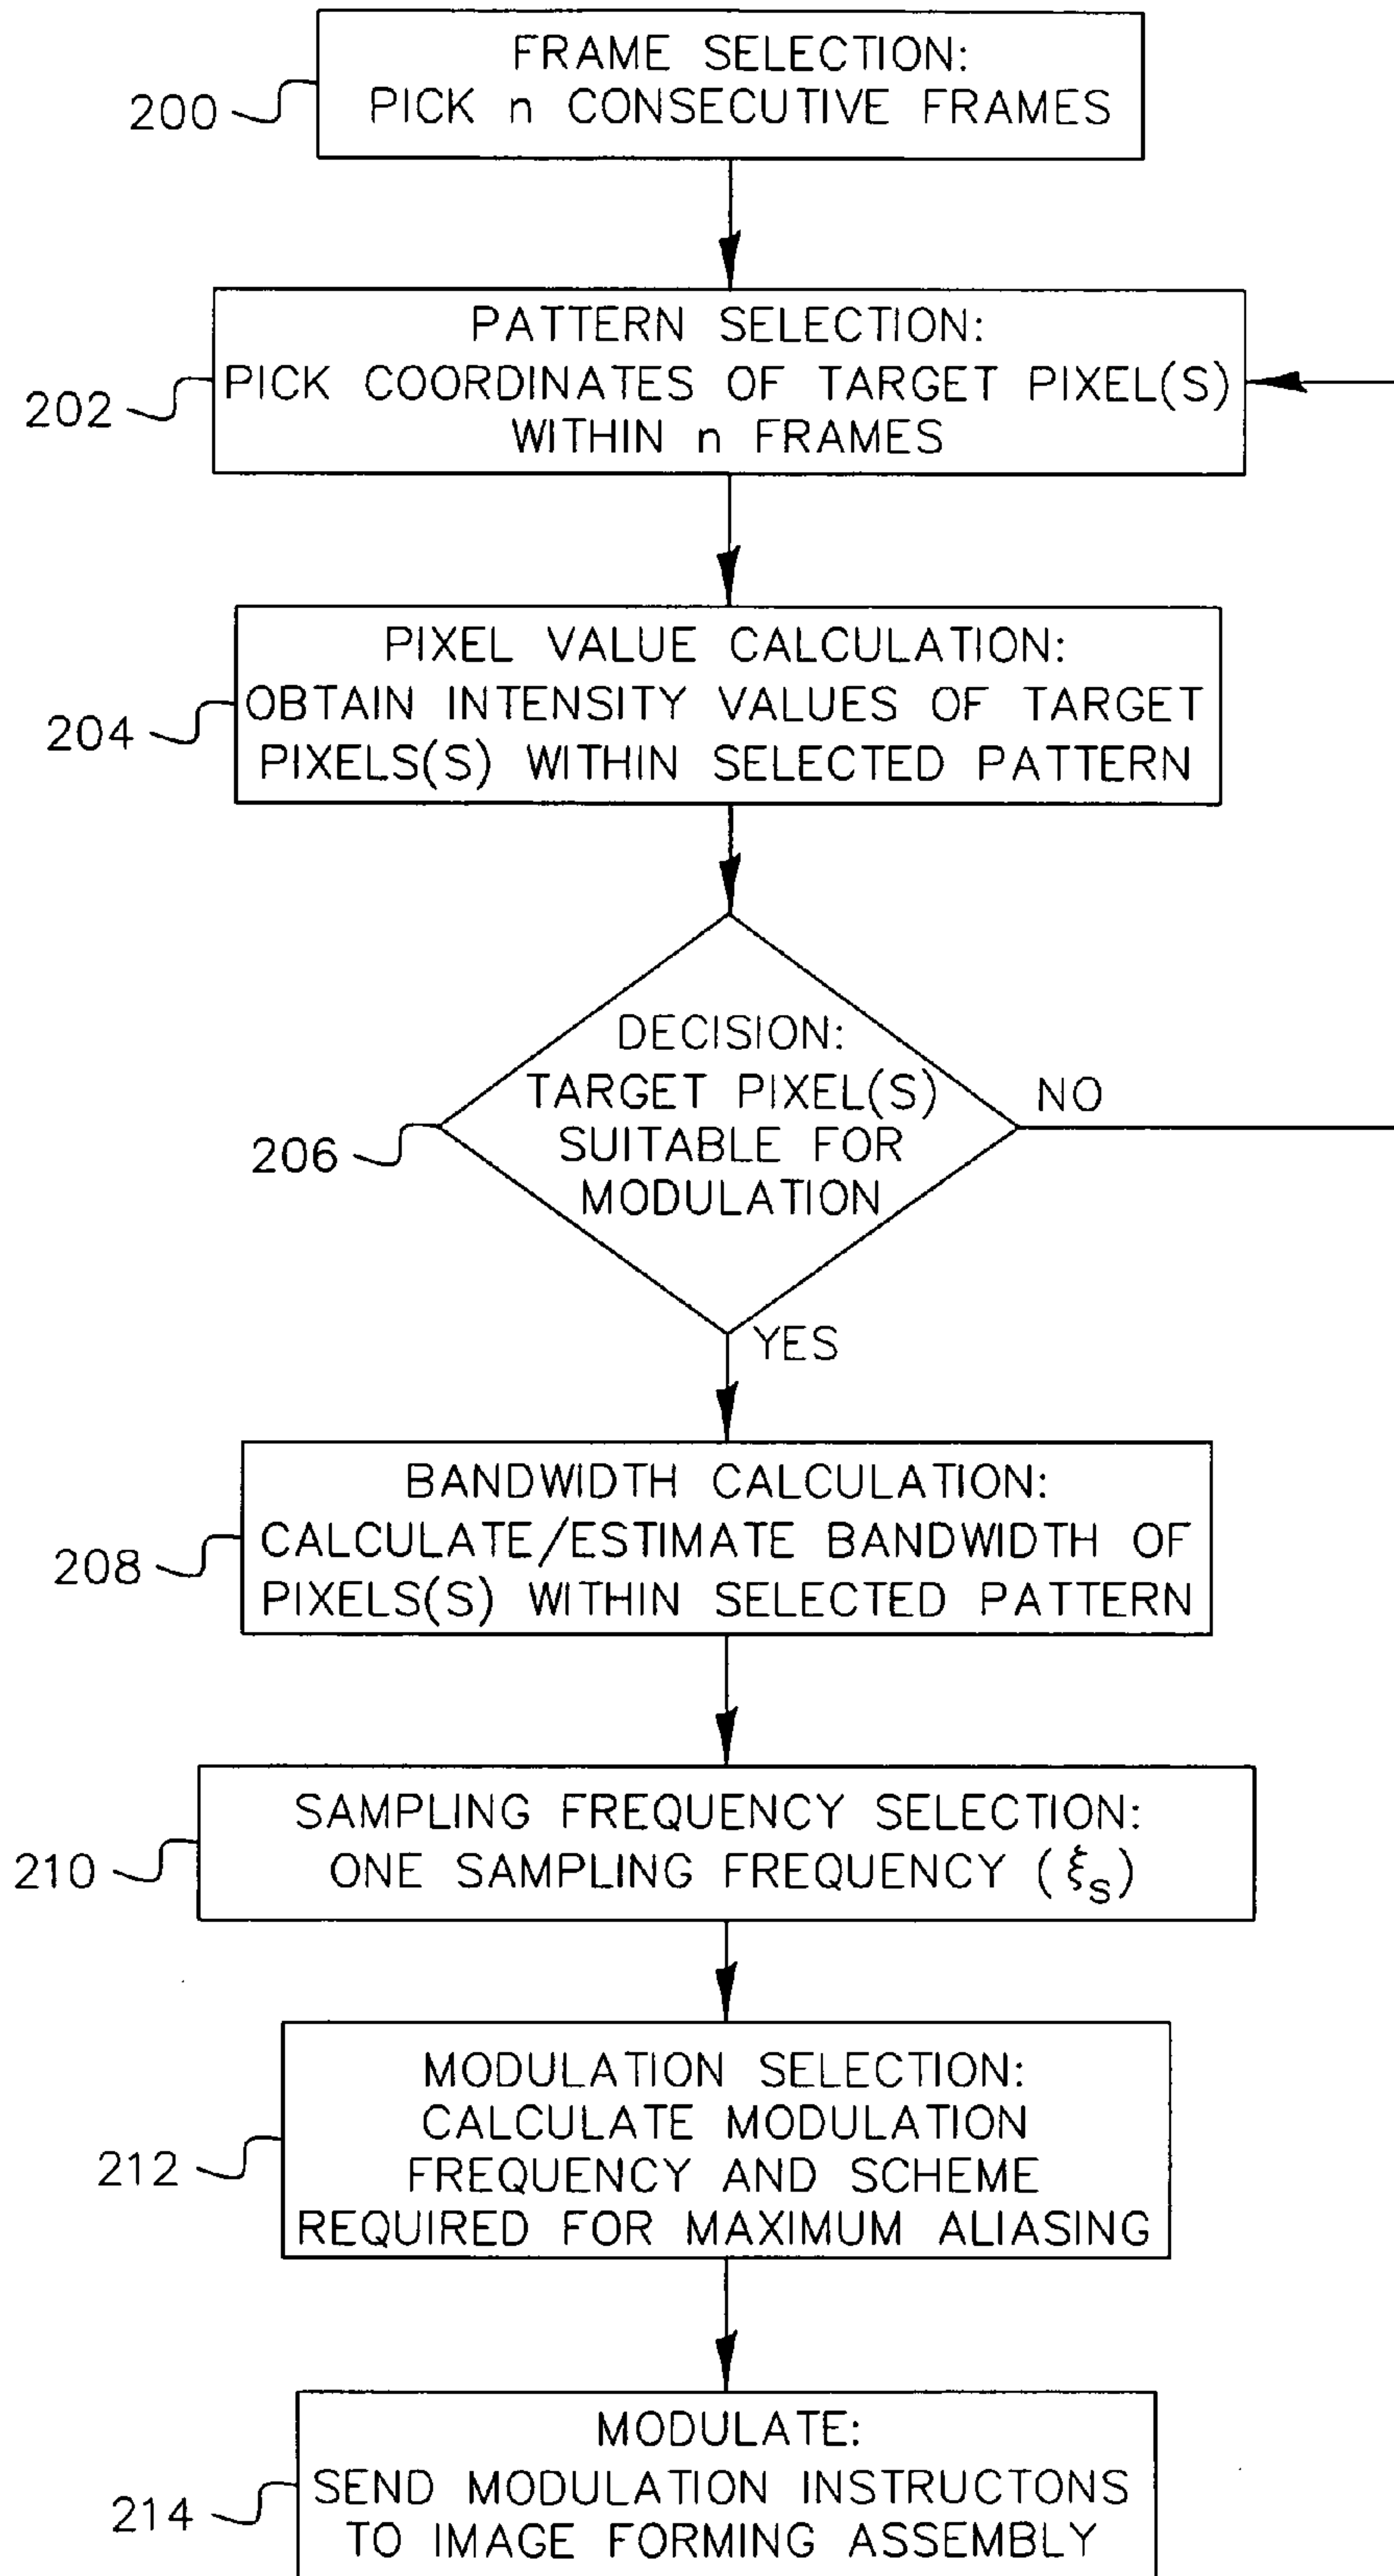 FRAME SELECTION:
PICK n CONSECUTIVE FRAMES
200
PATTERN SELECTION:
PICK COORDINATES OF TARGET PIXEL(S)
WITHIN n FRAMES
202
PIXEL VALUE CALCULATION:
OBTAIN INTENSITY VALUES OF TARGET
PIXELS(S) WITHIN SELECTED PATTERN
204
DECISION:
TARGET PIXEL(S)
SUITABLE FOR
MODULATION
206
NO
YES
BANDWIDTH CALCULATION:
CALCULATE/ESTIMATE BANDWIDTH OF
PIXELS(S) WITHIN SELECTED PATTERN
208
SAMPLING FREQUENCY SELECTION:
ONE SAMPLING FREQUENCY (ξS)
210
MODULATION SELECTION:
CALCULATE MODULATION
FREQUENCY AND SCHEME
REQUIRED FOR MAXIMUM ALIASING
212
MODULATE:
SEND MODULATION INSTRUCTONS
TO IMAGE FORMING ASSEMBLY
214